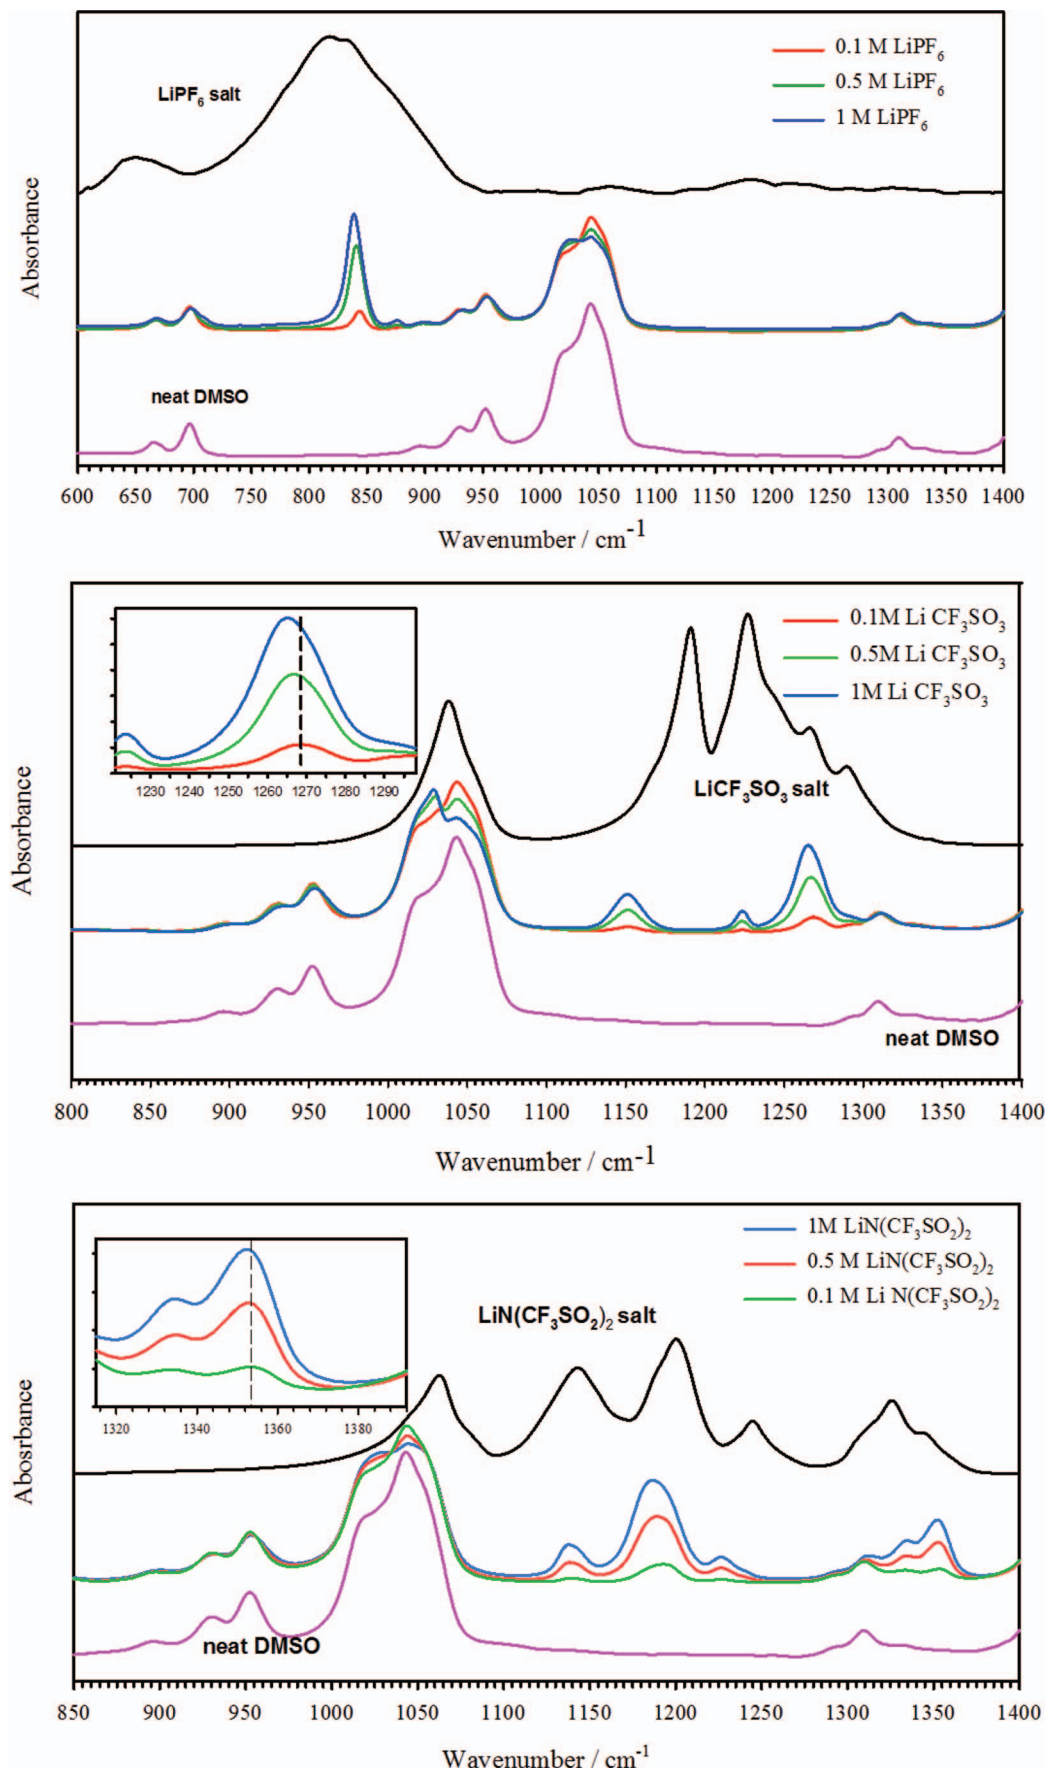 LiPF6 salt
0.1 M LiPF6
0.5 M LiPF6
1 M LiPF6
Absorbance
neat DMSO
600 650 700 750 800 850 900 950 1000 1050 1100 1150 1200 1250 1300 1350 1400
Wavenumber / cm-1
0.1M Li CF3SO3
0.5M Li CF3SO3
1M Li CF3SO3
1230 1240 1250 1260 1270 1280 1290
LiCF3SO3 salt
Absorbance
neat DMSO
800 850 900 950 1000 1050 1100 1150 1200 1250 1300 1350 1400
Wavenumber / cm-1
1M LiN(CF3SO2)2
0.5 M LiN(CF3SO2)2
0.1 M Li N(CF3SO2)2
LiN(CF3SO2)2 salt
1320 1340 1360 1380
Abosrbance
neat DMSO
850 900 950 1000 1050 1100 1150 1200 1250 1300 1350 1400
Wavenumber / cm-1